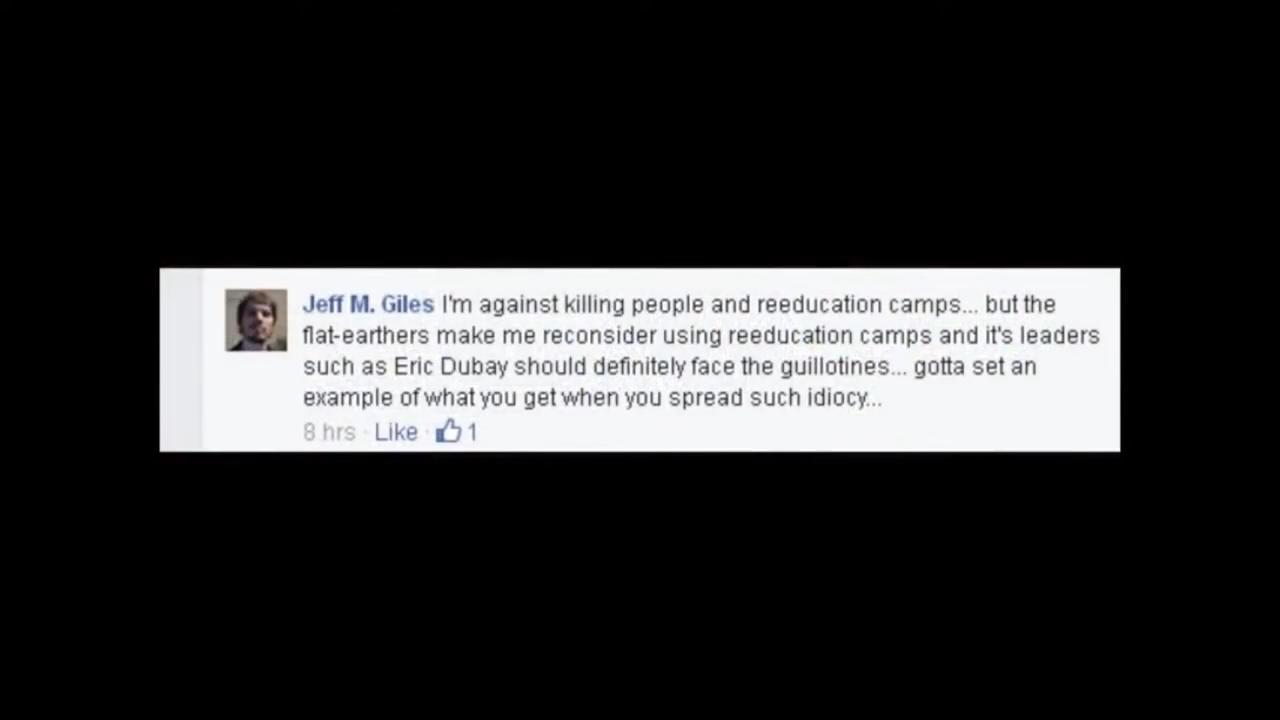 Jeff M. Giles I'm against killing people and reeducation camps... but the
flat-earthers make me reconsider using reeducation camps and it's leaders
such as Eric Dubay should definitely face the guillotines... gotta set an
example of what you get when you spread such idiocy...
8 hrs · Like · 1